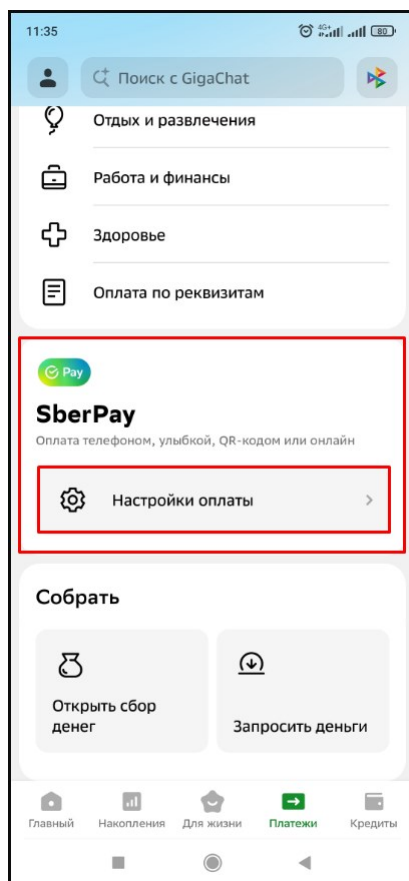 11:35
4G+
80
Поиск с GigaChat
Отдых и развлечения
Работа и финансы
Здоровье
Оплата по реквизитам
Pay
SberPay
Оплата телефоном, улыбкой, QR-кодом или онлайн
Настройки оплаты
Собрать
Открыть сбор
денег
Запросить деньги
Главный
Накопления
Для жизни
Платежи
Кредиты